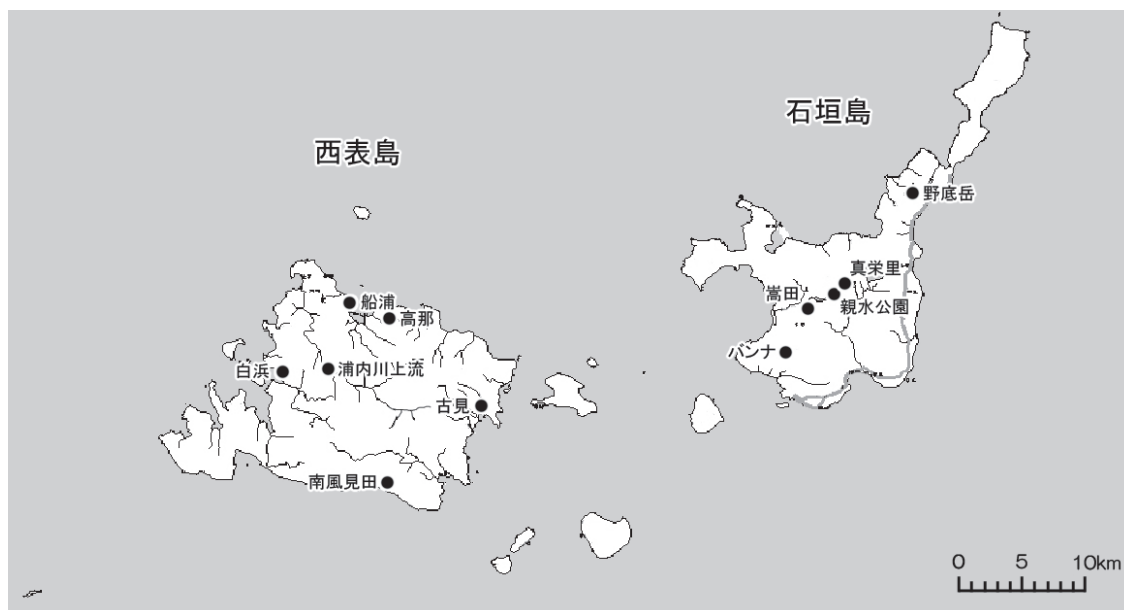 石垣島
西表島
野底岳
真栄里
嵩田
親水公園
バンナ
船浦
高那
白浜
浦内川上流
古見
南風見田
0 5 10km